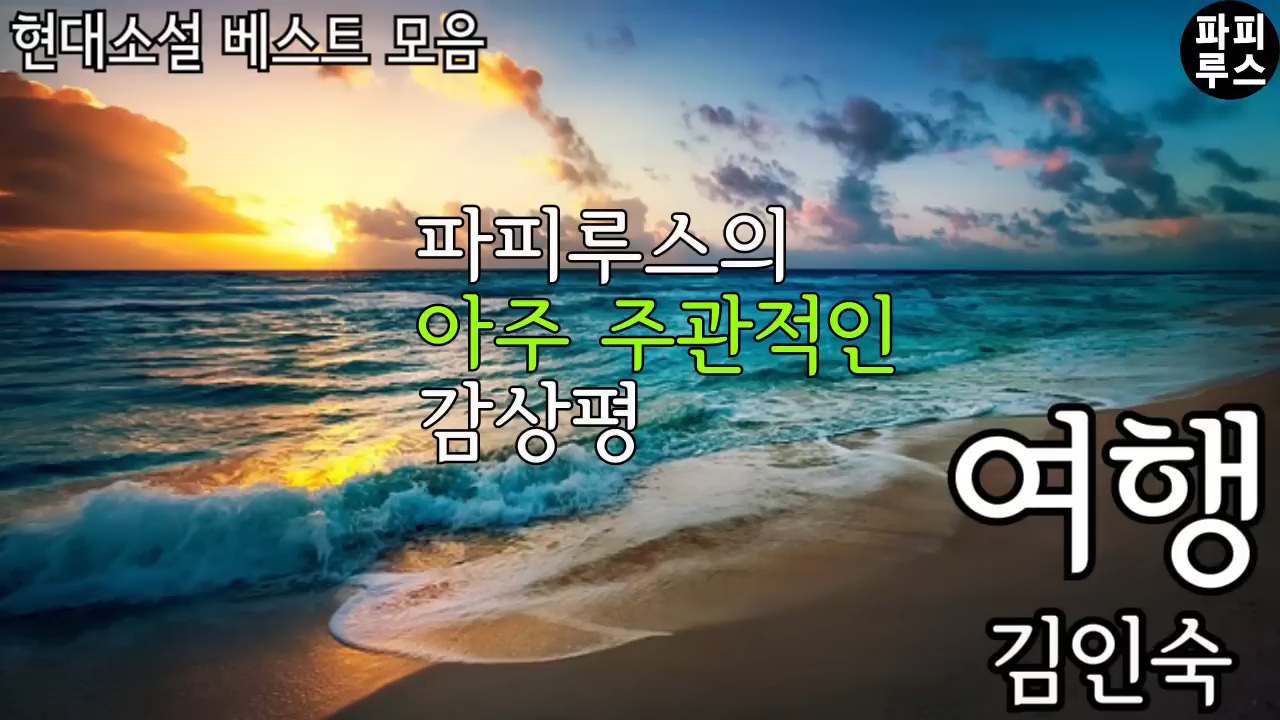 현대소설 베스트 모음
파피
루스
파피루스의
아주 주관적인
감상평
여행
김인숙